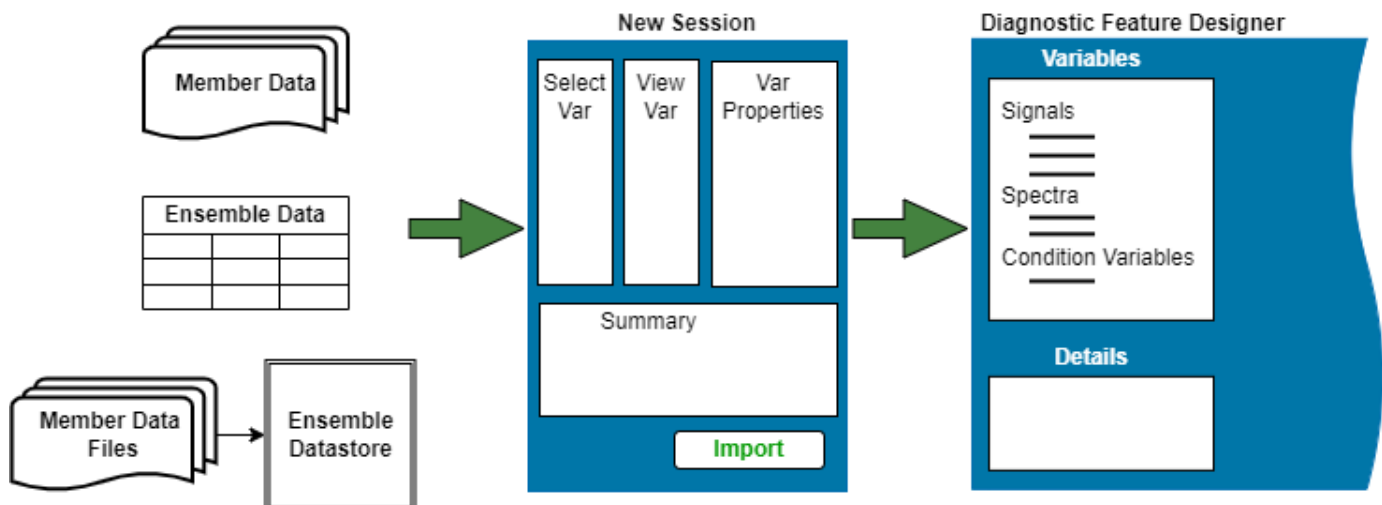 Member Data
Ensemble Data
Member Data
Files
Ensemble
Datastore
New Session
Select
Var
View
Var
Var
Properties
Summary
Import
Diagnostic Feature Designer
Variables
Signals
Spectra
Condition Variables
Details